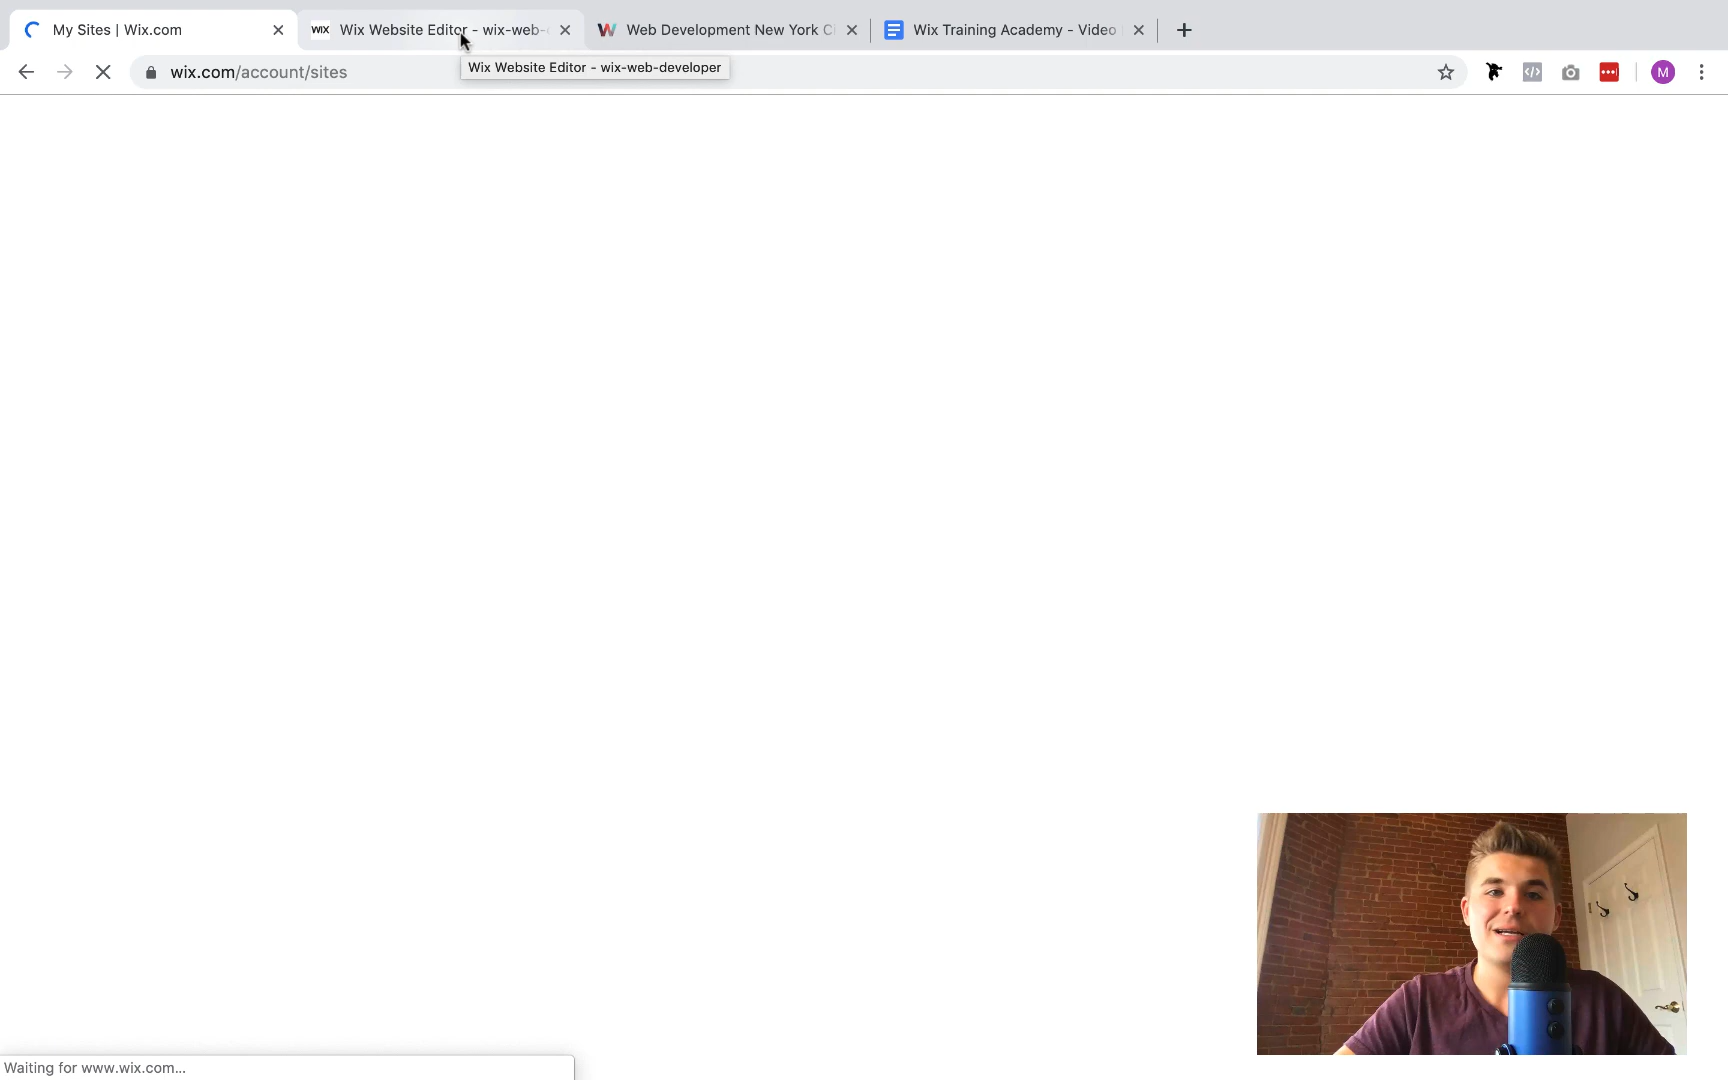 My Sites | Wix.com
WIX Wix Website Editor - wix-web-
Web Development New York C
Wix Training Academy - Video
wix.com/account/sites
Wix Website Editor - wix-web-developer
M
Waiting for www.wix.com...